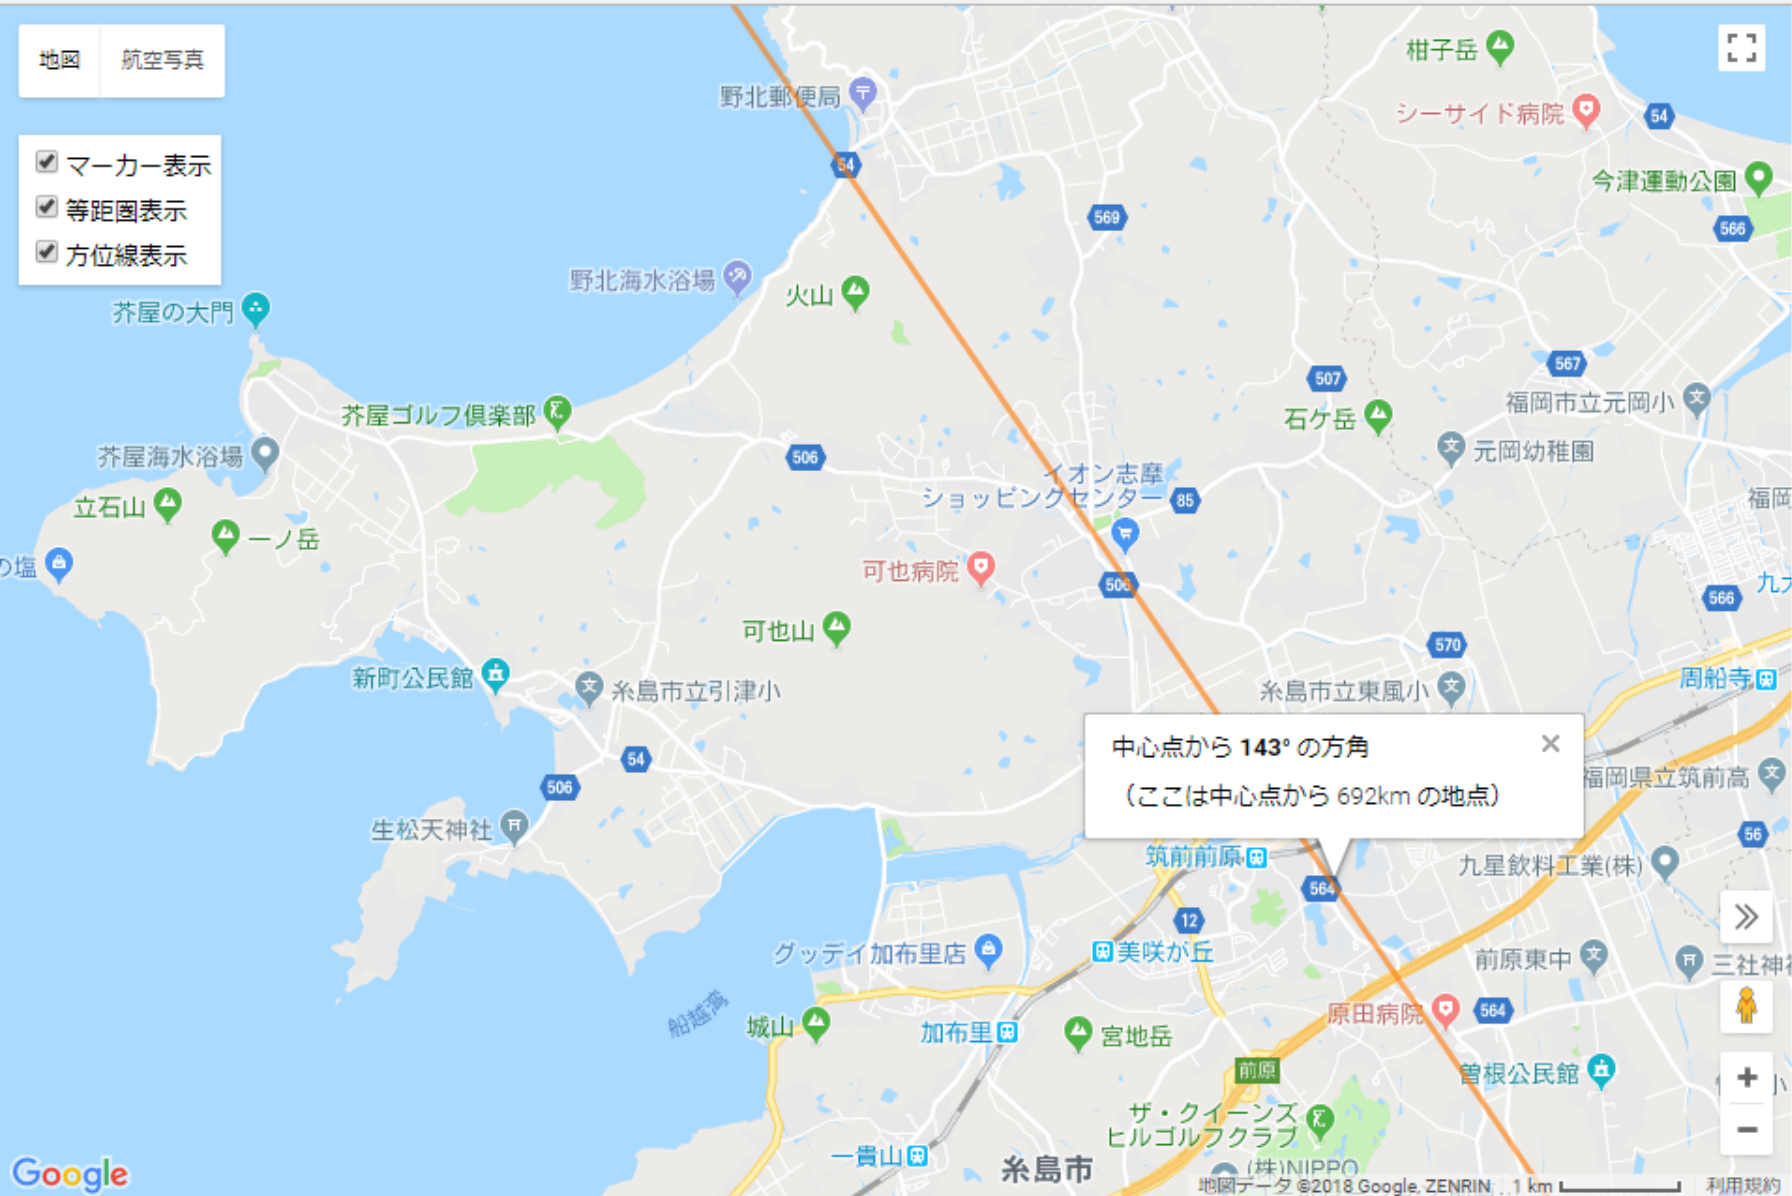 地図
航空写真
マーカー表示
等距圏表示
方位線表示
柑子岳
シーサイド病院
54
今津運動公園
566
野北郵便局
54
569
野北海水浴場
火山
芥屋の大門
567
507
福岡市立元岡小
石ケ岳
元岡幼稚園
芥屋ゴルフ倶楽部
芥屋海水浴場
506
イオン志摩
ショッピングセンター
85
福岡
立石山
一ノ岳
の塩
可也病院
506
566
九大
可也山
570
新町公民館
糸島市立引津小
糸島市立東風小
周船寺
中心点から 143° の方角
（ここは中心点から 692km の地点）
54
506
福岡県立筑前高
生松天神社
56
筑前前原
九星飲料工業(株)
564
12
グッデイ加布里店
美咲が丘
前原東中
三社神社
船越湾
城山
加布里
宮地岳
原田病院
564
前原
曽根公民館
小
ザ・クイーンズ
ヒルゴルフクラブ
一貴山
糸島市
(株)NIPPO
Google
地図データ ©2018 Google, ZENRIN
1 km
利用規約